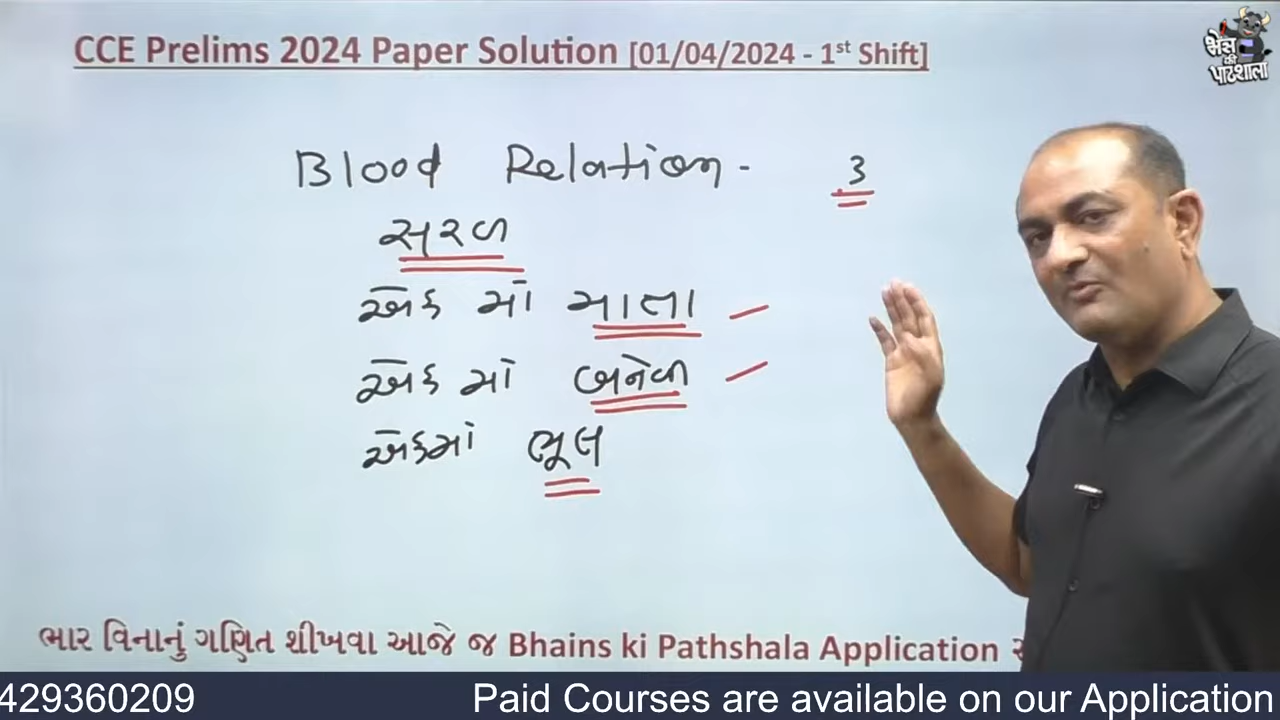 CCE Prelims 2024 Paper Solution [01/04/2024 - 1st Shift]
भैंस
की
पाठशाला
Blood Relation - 3
સરળ
એક માં માતા
એક માં બનેવી
એકમાં ભૂલ
ભાર વિનાનું ગણિત શીખવા આજે જ Bhains ki Pathshala Application
429360209 Paid Courses are available on our Application